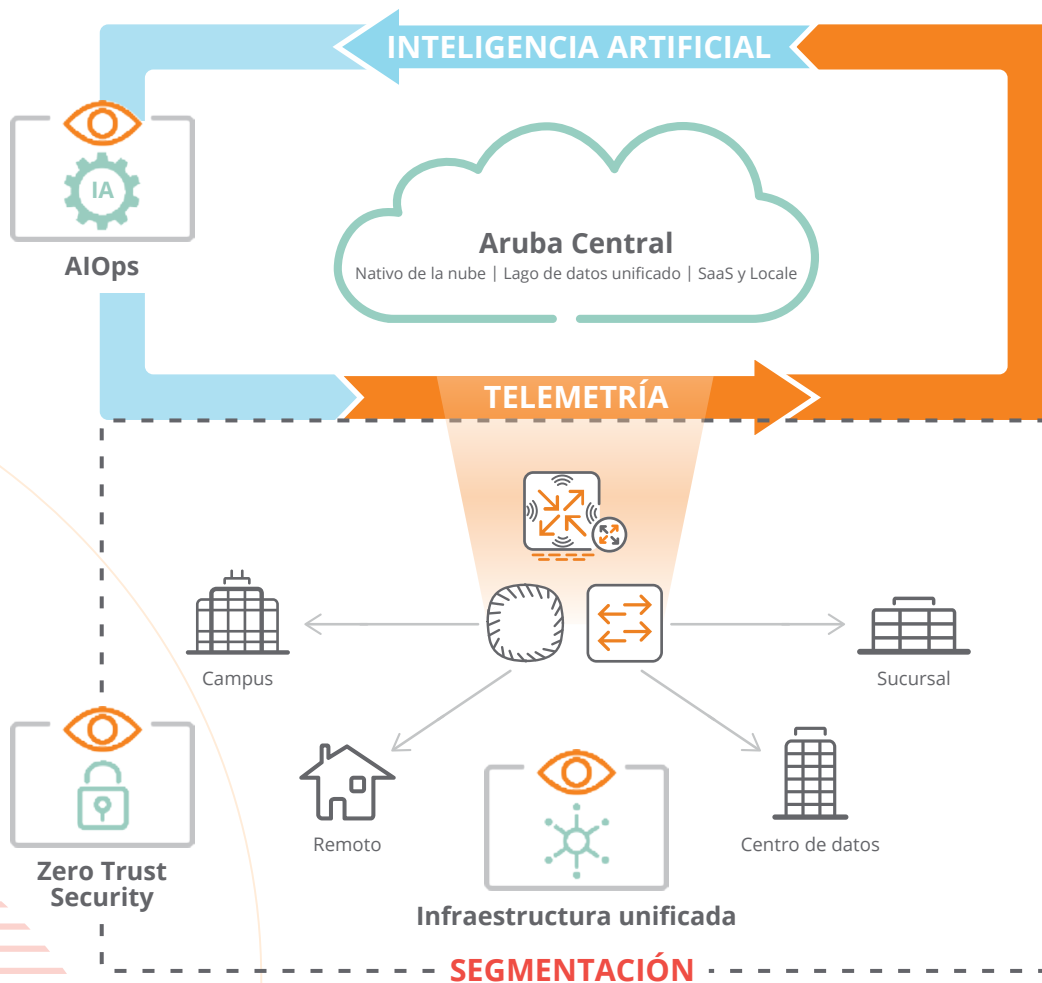 INTELIGENCIA ARTIFICIAL
IA
AIOps
Aruba Central
Nativo de la nube | Lago de datos unificado | SaaS y Locale
TELEMETRÍA
Campus
Sucursal
Remoto
Centro de datos
Zero Trust
Security
Infraestructura unificada
SEGMENTACIÓN